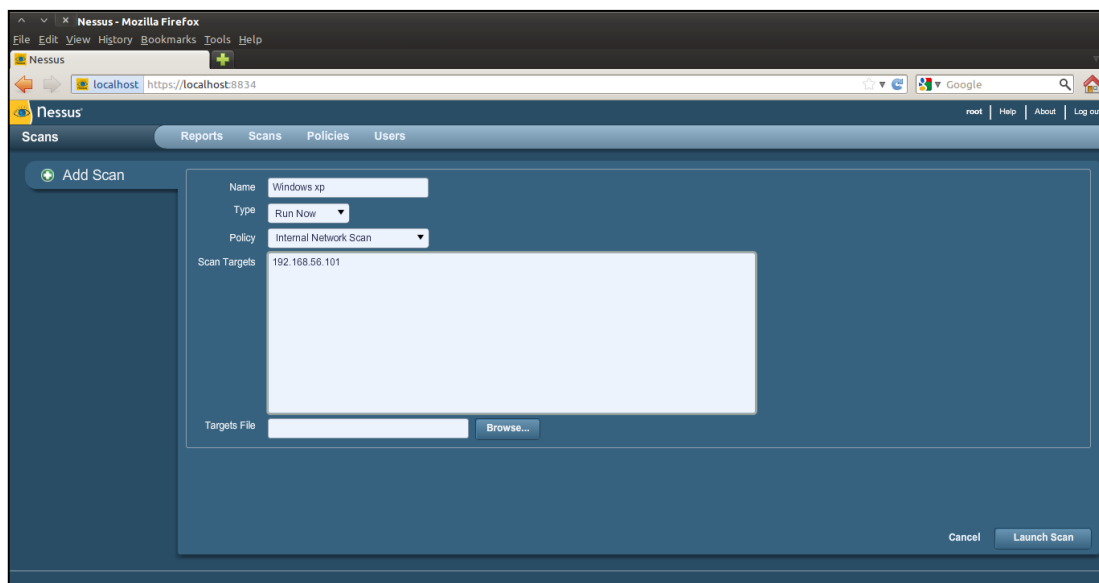 Nessus - Mozilla Firefox
File Edit View History Bookmarks Tools Help
Nessus
localhost https://localhost:8834
Google
nessus
root Help About Log ou
Scans
Reports Scans Policies Users
Add Scan
Name Windows xp
Type Run Now
Policy Internal Network Scan
Scan Targets 192.168.56.101
Targets File Browse...
Cancel Launch Scan